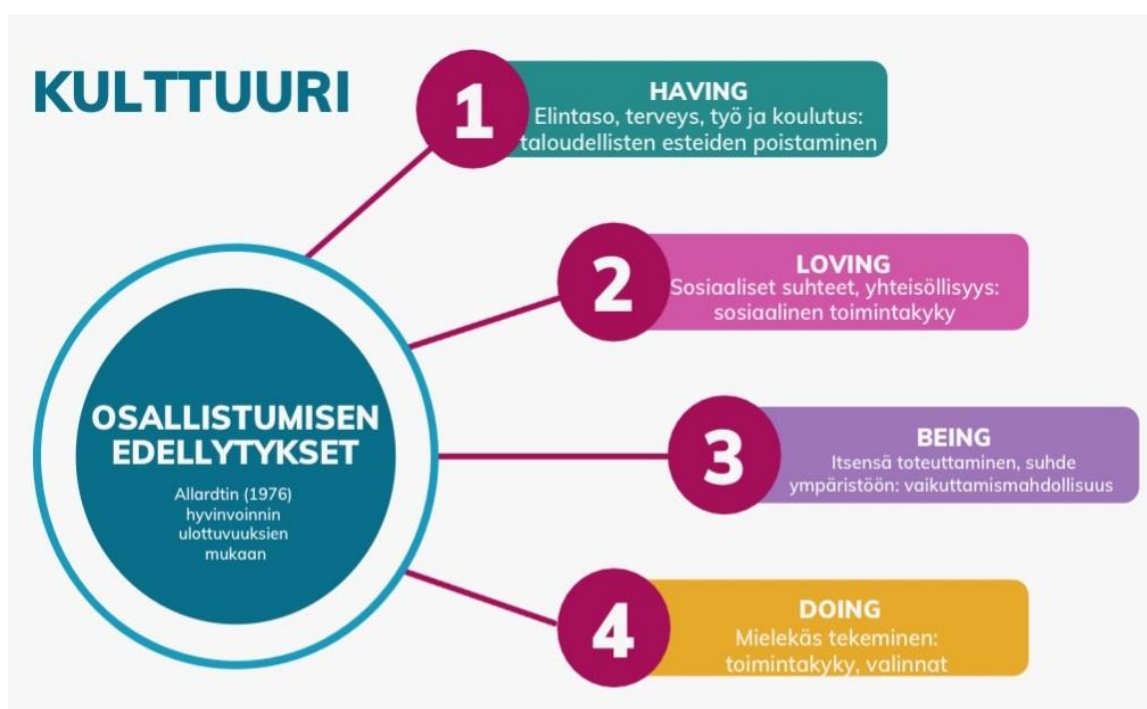 KULTTUURI
1
HAVING
Elintaso, terveys, työ ja koulutus:
taloudellisten esteiden poistaminen
2
LOVING
Sosiaaliset suhteet, yhteisöllisyys:
sosiaalinen toimintakyky
OSALLISTUMISEN
EDELLYTYKSET
Allardtin (1976)
hyvinvoinnin
ulottuvuuksien
mukaan
3
BEING
Itsensä toteuttaminen, suhde
ympäristöön: vaikuttamismahdollisuus
4
DOING
Mielekäs tekeminen:
toimintakyky, valinnat